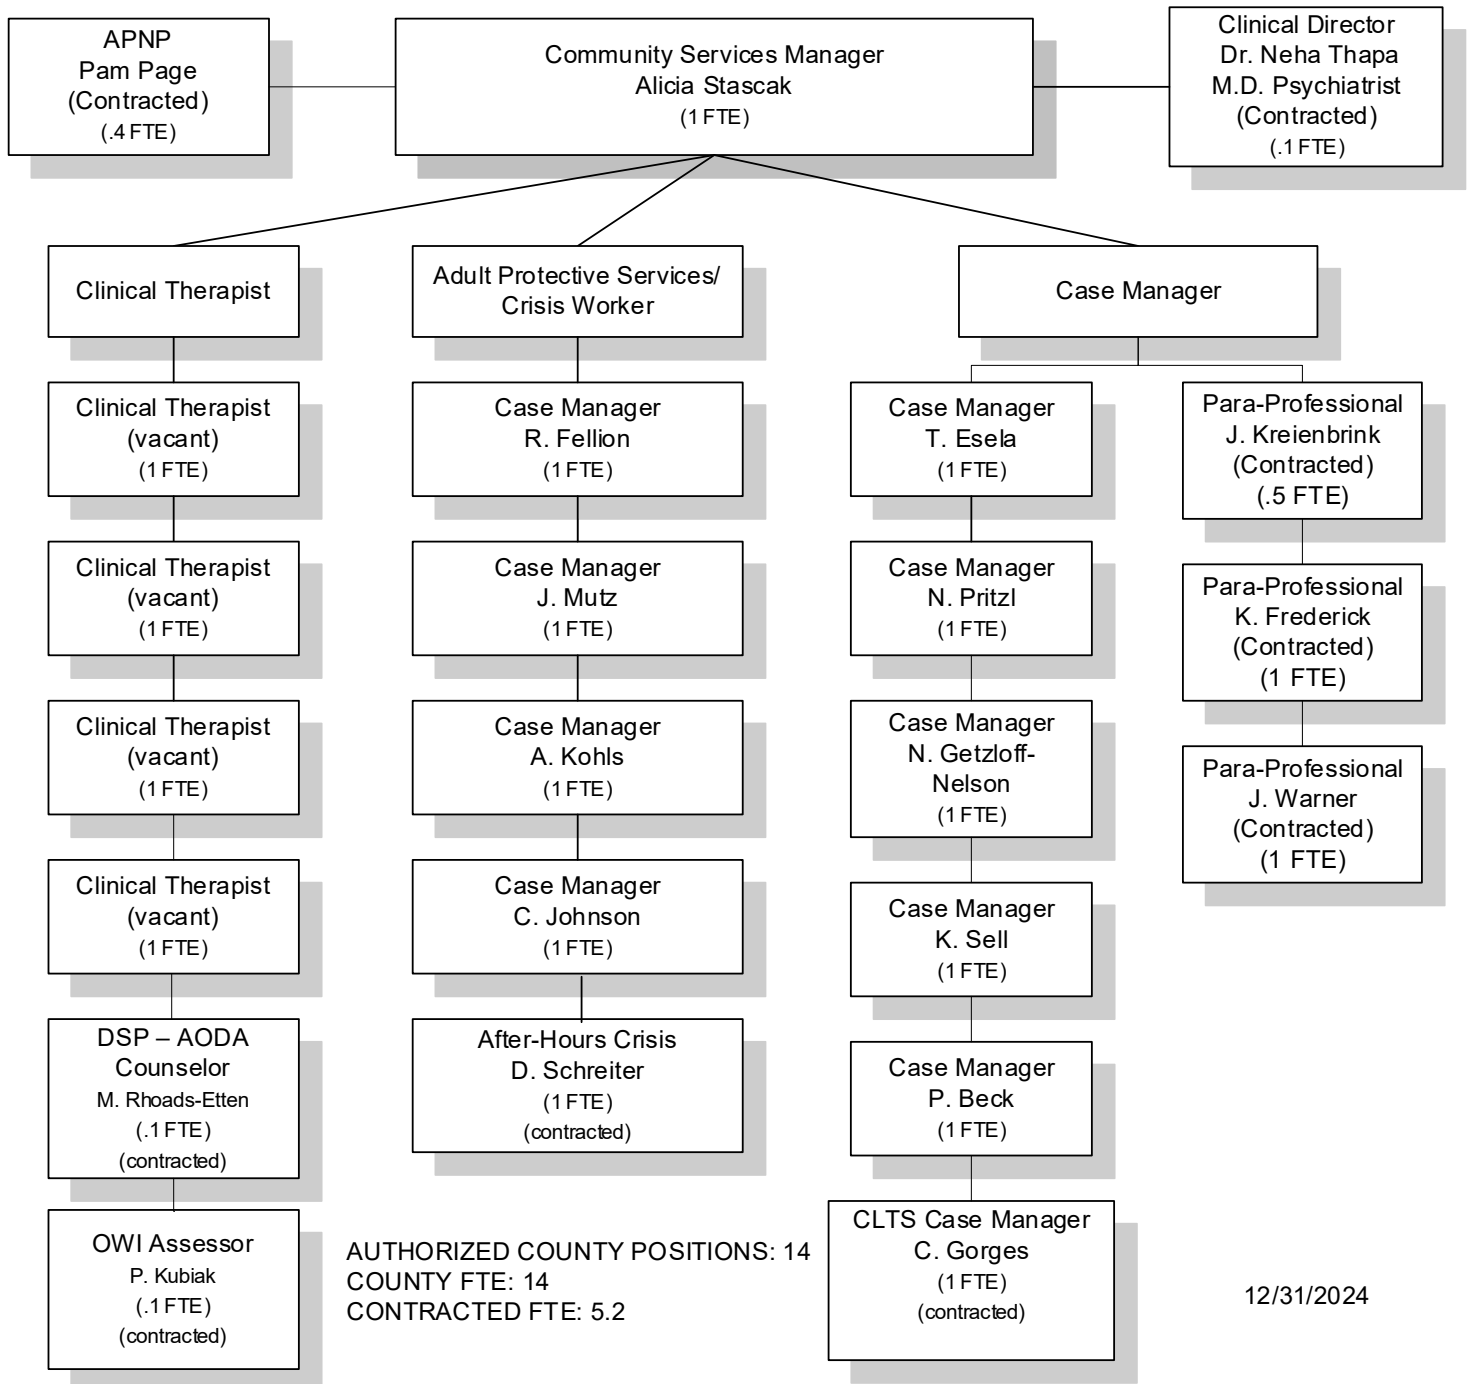 APNP
Pam Page
(Contracted)
(.4 FTE)
Community Services Manager
Alicia Stascak
(1 FTE)
Clinical Director
Dr. Neha Thapa
M.D. Psychiatrist
(Contracted)
(.1 FTE)
Clinical Therapist
Adult Protective Services/
Crisis Worker
Case Manager
Clinical Therapist
(vacant)
(1 FTE)
Clinical Therapist
(vacant)
(1 FTE)
Clinical Therapist
(vacant)
(1 FTE)
Clinical Therapist
(vacant)
(1 FTE)
DSP – AODA
Counselor
M. Rhoads-Etten
(.1 FTE)
(contracted)
OWI Assessor
P. Kubiak
(.1 FTE)
(contracted)
Case Manager
R. Fellion
(1 FTE)
Case Manager
J. Mutz
(1 FTE)
Case Manager
A. Kohls
(1 FTE)
Case Manager
C. Johnson
(1 FTE)
After-Hours Crisis
D. Schreiter
(1 FTE)
(contracted)
Case Manager
T. Esela
(1 FTE)
Case Manager
N. Pritzl
(1 FTE)
Case Manager
N. Getzloff-
Nelson
(1 FTE)
Case Manager
K. Sell
(1 FTE)
Case Manager
P. Beck
(1 FTE)
CLTS Case Manager
C. Gorges
(1 FTE)
(contracted)
Para-Professional
J. Kreienbrink
(Contracted)
(.5 FTE)
Para-Professional
K. Frederick
(Contracted)
(1 FTE)
Para-Professional
J. Warner
(Contracted)
(1 FTE)
AUTHORIZED COUNTY POSITIONS: 14
COUNTY FTE: 14
CONTRACTED FTE: 5.2
12/31/2024